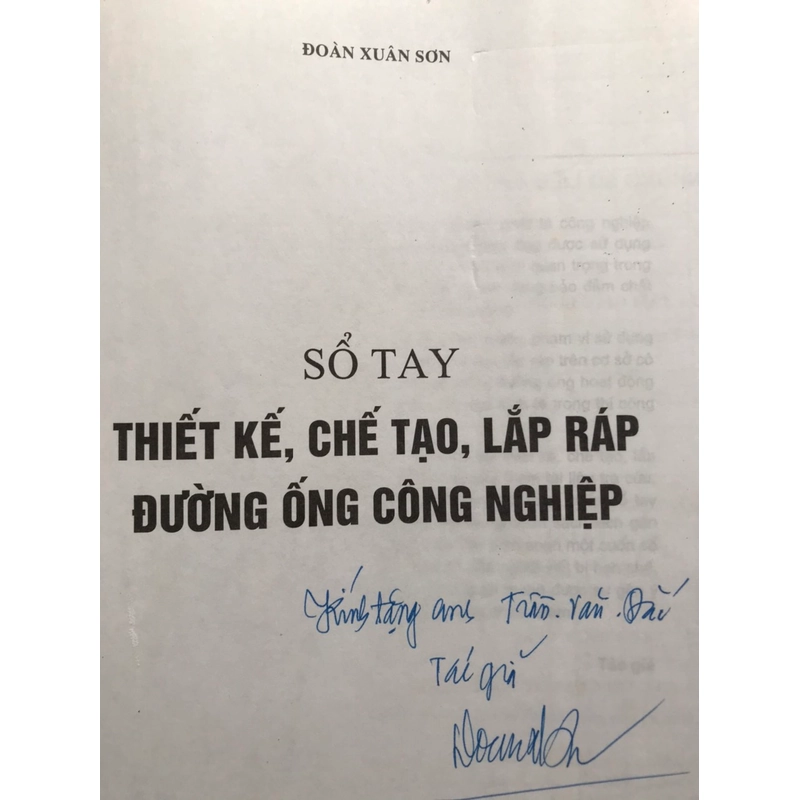 ĐOÀN XUÂN SƠN
SỔ TAY
THIẾT KẾ, CHẾ TẠO, LẮP RÁP
ĐƯỜNG ỐNG CÔNG NGHIỆP
Kính tặng anh Trần Văn
Tác giả